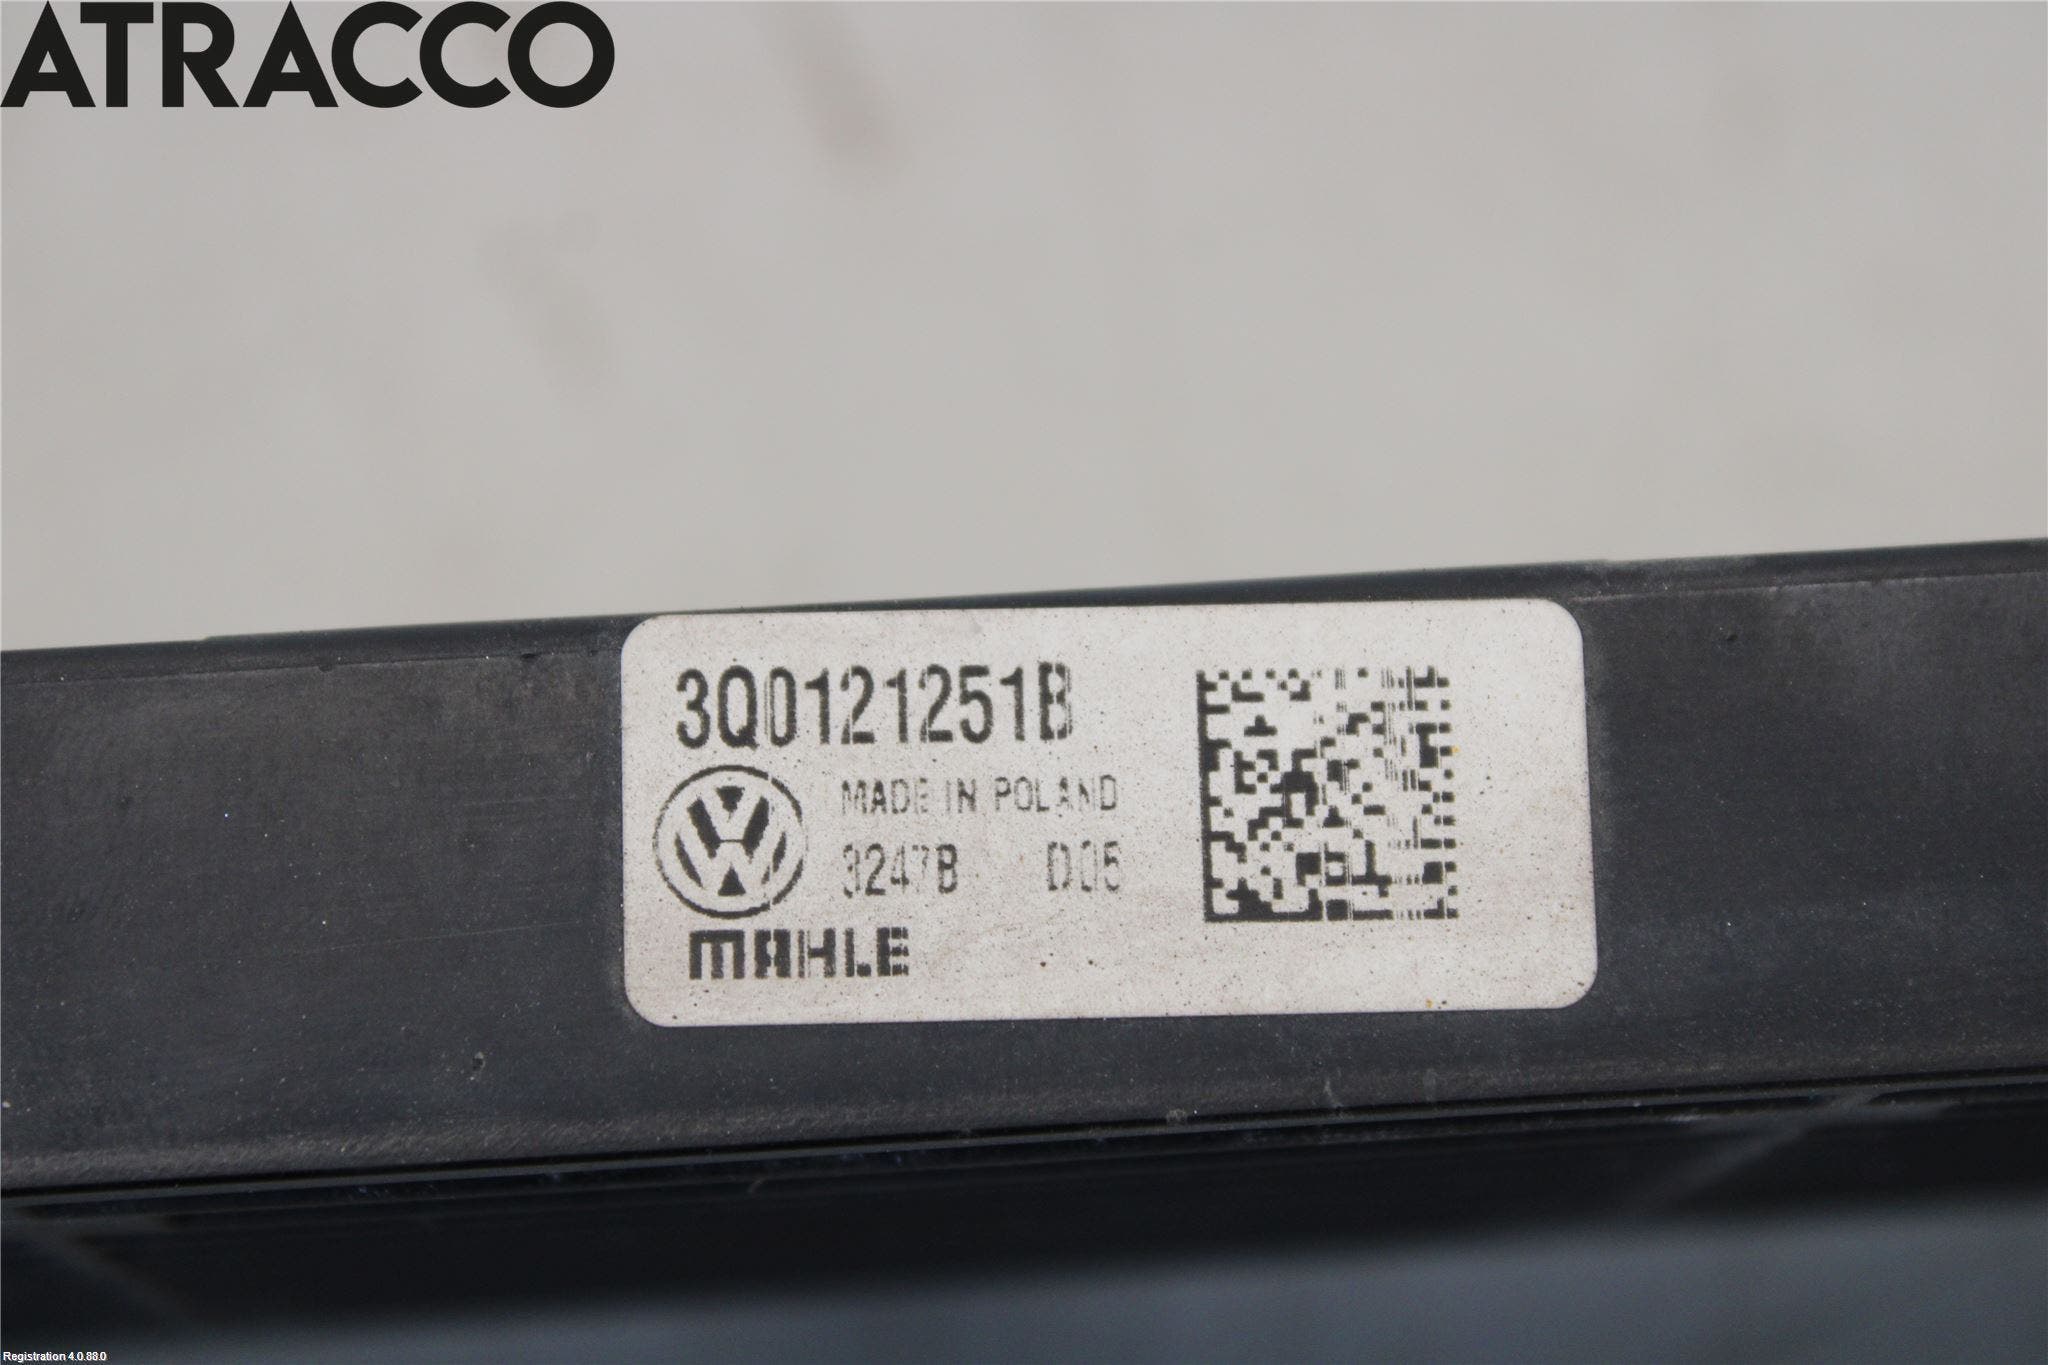 ATRACCO
3Q0121251B
MADE IN POLAND
3247B D05
MAHLE
Registration 4.0.88.0